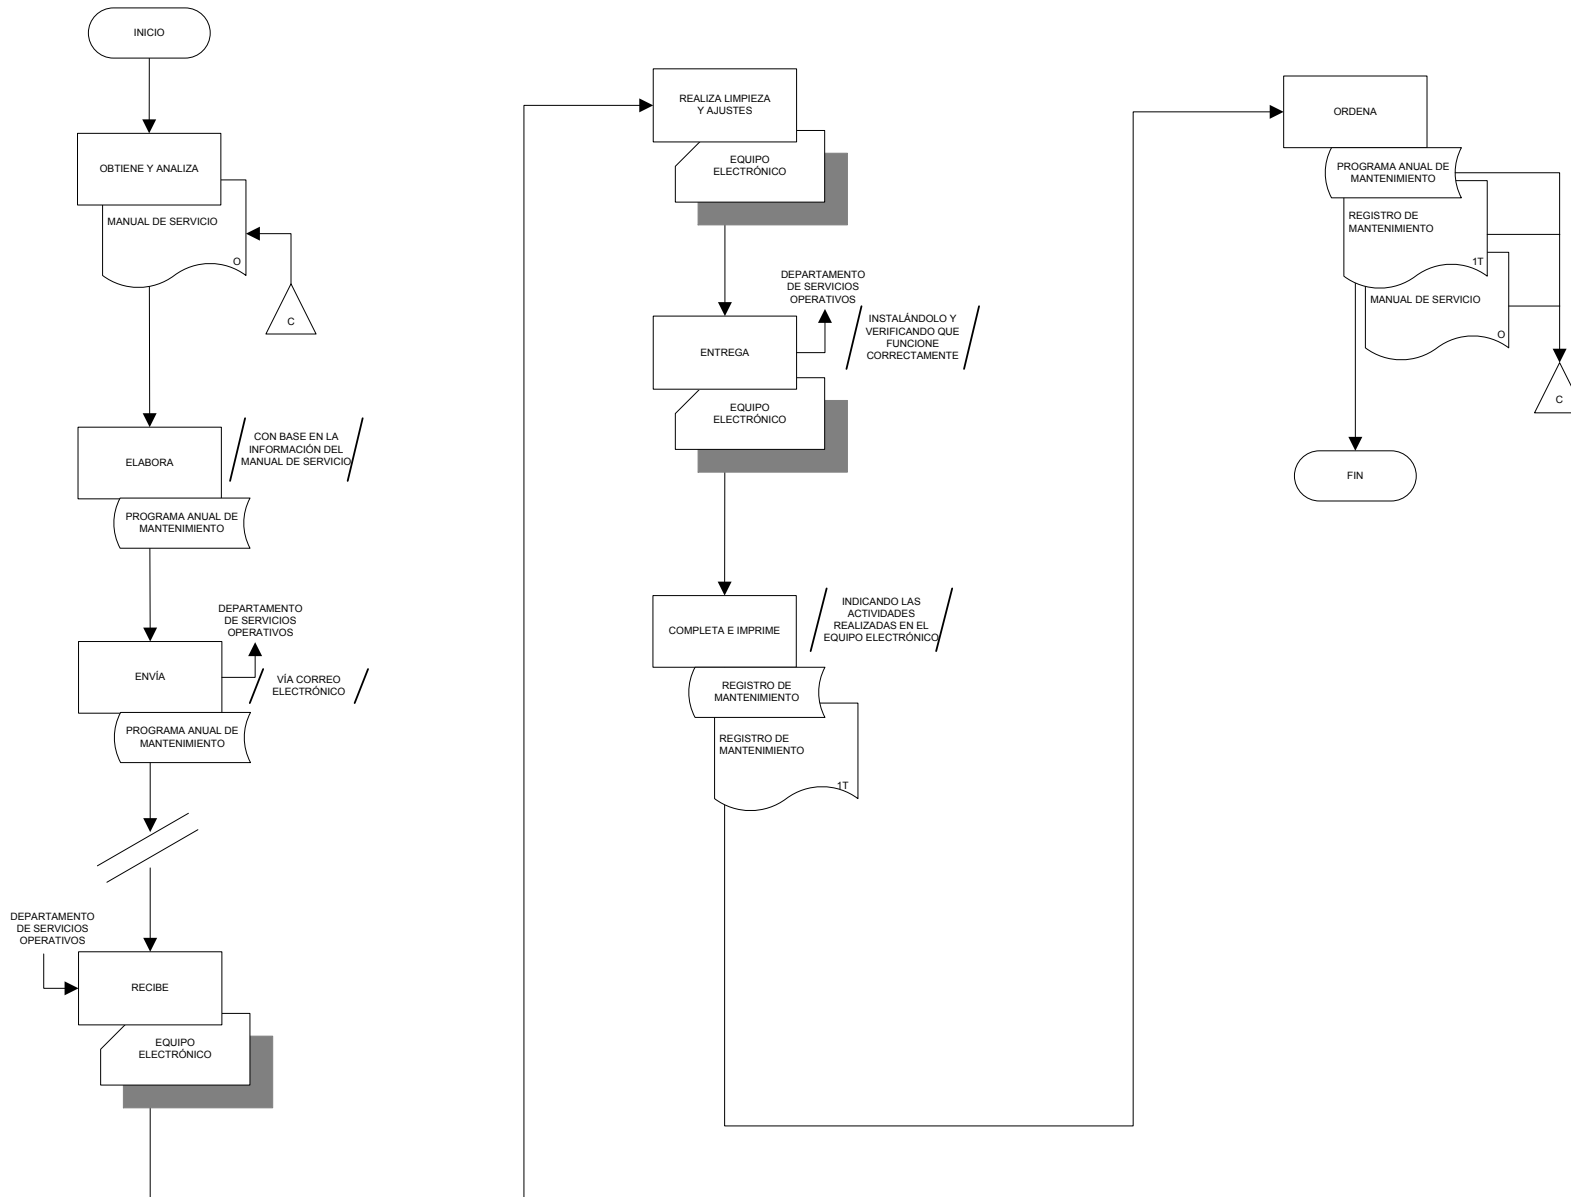 INICIO
OBTIENE Y ANALIZA
MANUAL DE SERVICIO
O
C
ELABORA
CON BASE EN LA
INFORMACIÓN DEL
MANUAL DE SERVICIO
PROGRAMA ANUAL DE
MANTENIMIENTO
DEPARTAMENTO
DE SERVICIOS
OPERATIVOS
ENVÍA
VÍA CORREO
ELECTRÓNICO
PROGRAMA ANUAL DE
MANTENIMIENTO
DEPARTAMENTO
DE SERVICIOS
OPERATIVOS
RECIBE
EQUIPO
ELECTRÓNICO
REALIZA LIMPIEZA
Y AJUSTES
EQUIPO
ELECTRÓNICO
DEPARTAMENTO
DE SERVICIOS
OPERATIVOS
ENTREGA
INSTALÁNDOLO Y
VERIFICANDO QUE
FUNCIONE
CORRECTAMENTE
EQUIPO
ELECTRÓNICO
COMPLETA E IMPRIME
INDICANDO LAS
ACTIVIDADES
REALIZADAS EN EL
EQUIPO ELECTRÓNICO
REGISTRO DE
MANTENIMIENTO
REGISTRO DE
MANTENIMIENTO
1T
ORDENA
PROGRAMA ANUAL DE
MANTENIMIENTO
REGISTRO DE
MANTENIMIENTO
1T
MANUAL DE SERVICIO
O
C
FIN